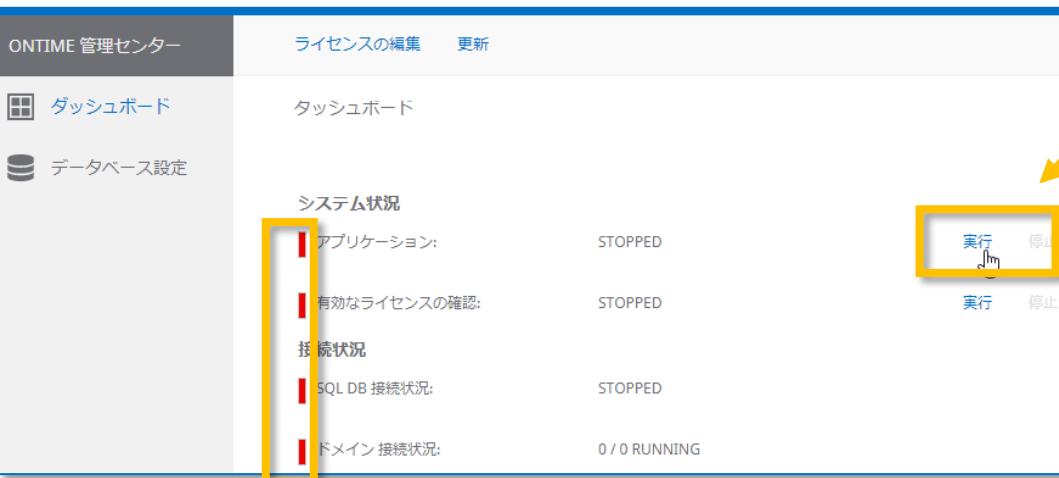 ONTIME 管理センター
ライセンスの編集 更新
ダッシュボード
タッシュボード
データベース設定
システム状況
アプリケーション: STOPPED 実行 停止
有効なライセンスの確認: STOPPED 実行 停止
接続状況
SQL DB 接続状況: STOPPED
ドメイン 接続状況: 0 / 0 RUNNING